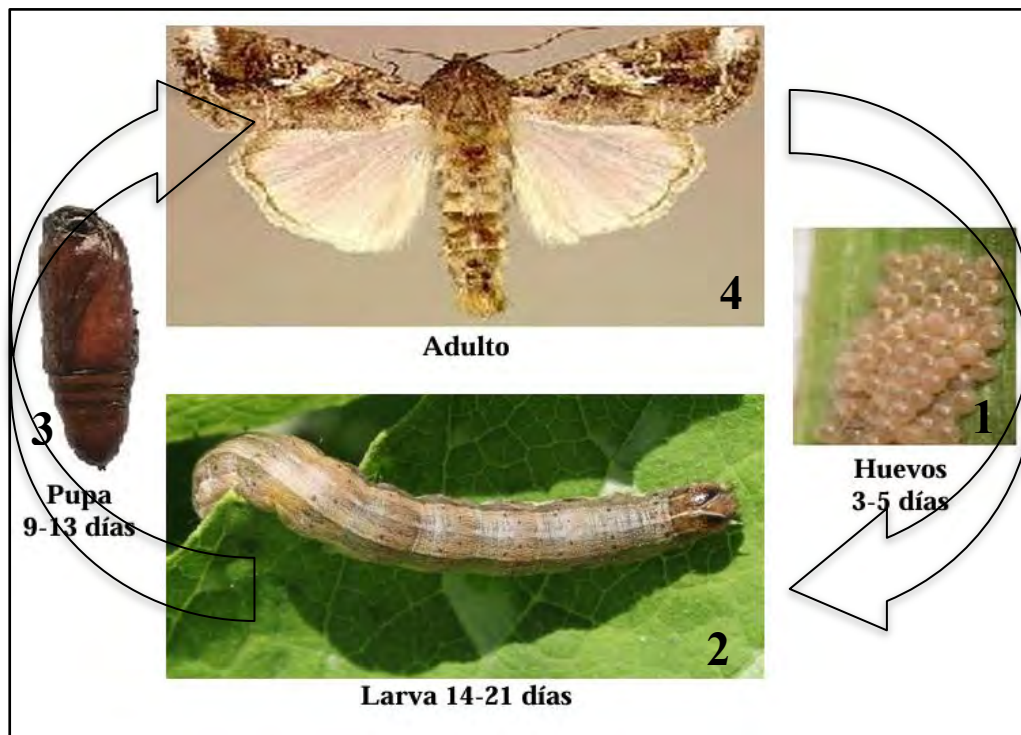 4
Adulto
1
Huevos
3-5 días
3
Pupa
9-13 días
2
Larva 14-21 días